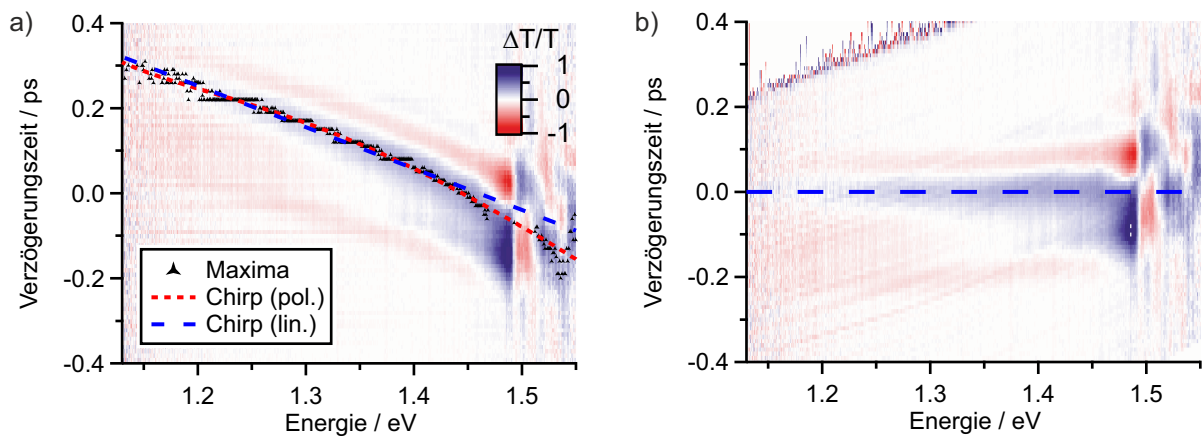 a)
Verzögerungszeit / ps
0.4
0.2
0.0
-0.2
-0.4
ΔT/T
1
0
-1
Maxima
Chirp (pol.)
Chirp (lin.)
1.2 1.3 1.4 1.5
Energie / eV
b)
Verzögerungszeit / ps
0.4
0.2
0.0
-0.2
-0.4
1.2 1.3 1.4 1.5
Energie / eV